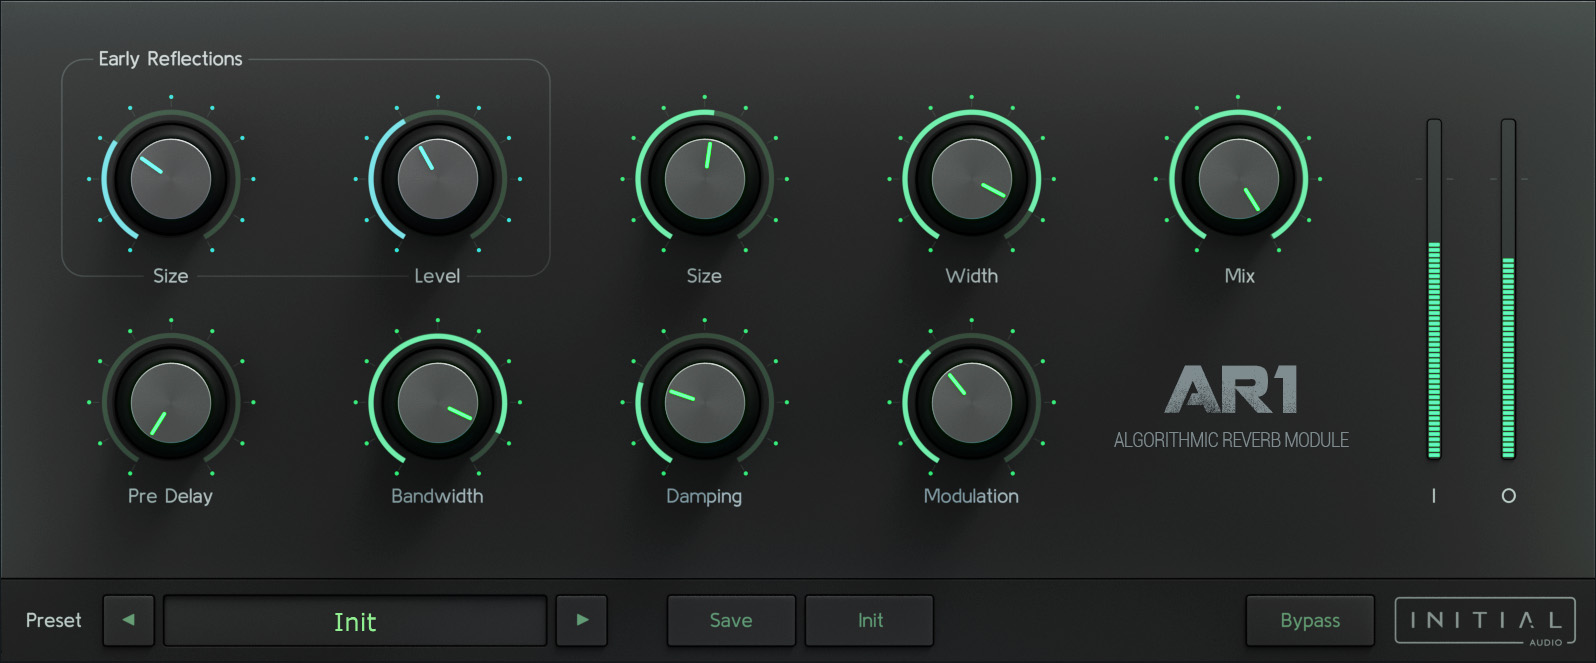 Early Reflections
Size
Level
Size
Width
Mix
Pre Delay
Bandwidth
Damping
Modulation
AR1
ALGORITHMIC REVERB MODULE
I
O
Preset
Init
Save
Init
Bypass
INITIAL
AUDIO